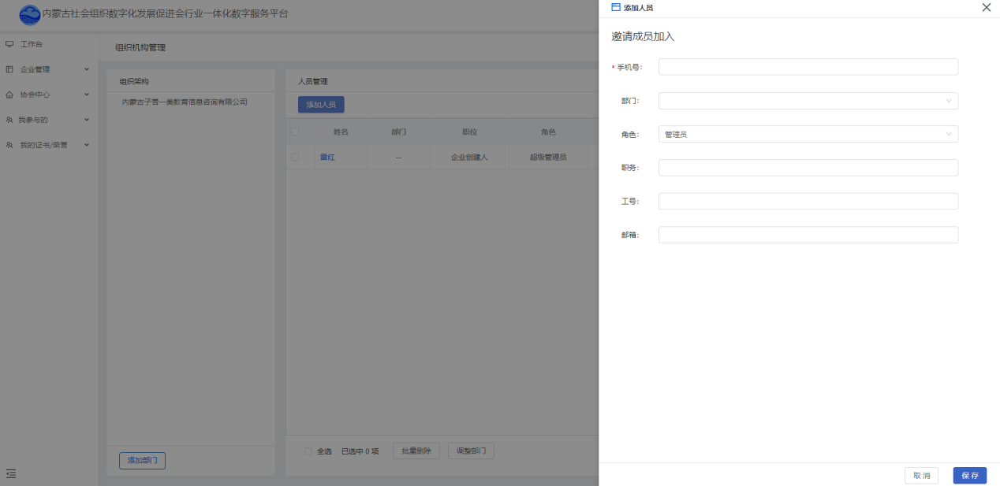 内蒙古社会组织数字化发展促进会行业一体化数字服务平台
工作台
企业管理
协会中心
我参与的
我的证书/荣誉
组织机构管理
组织架构
内蒙古子晋一美教育信息咨询有限公司
添加部门
人员管理
添加人员
姓名 部门 职位 角色
雷红 -- 企业创建人 超级管理员
全选 已选中 0 项 批量删除 调整部门
添加人员
邀请成员加入
* 手机号:
部门:
角色: 管理员
职务:
工号:
邮箱:
取 消 保 存